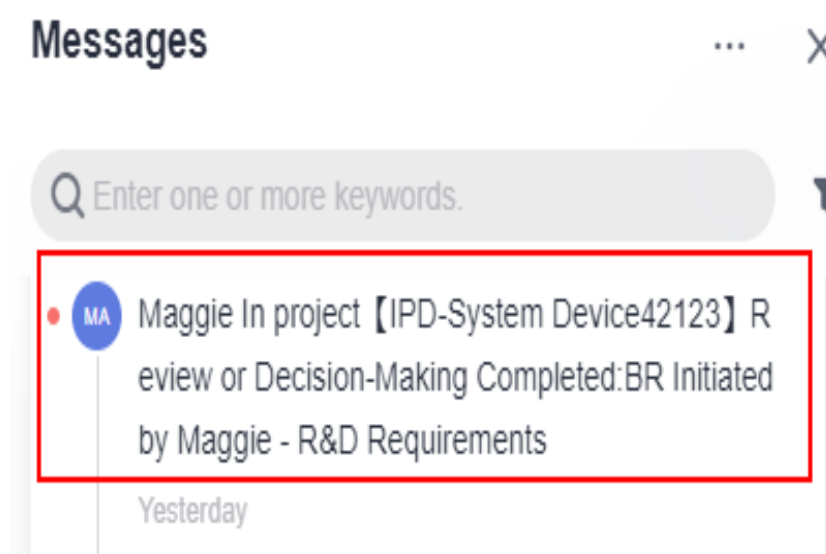 Messages
Enter one or more keywords.
MA
Maggie In project【IPD-System Device42123】R
eview or Decision-Making Completed:BR Initiated
by Maggie - R&D Requirements
Yesterday